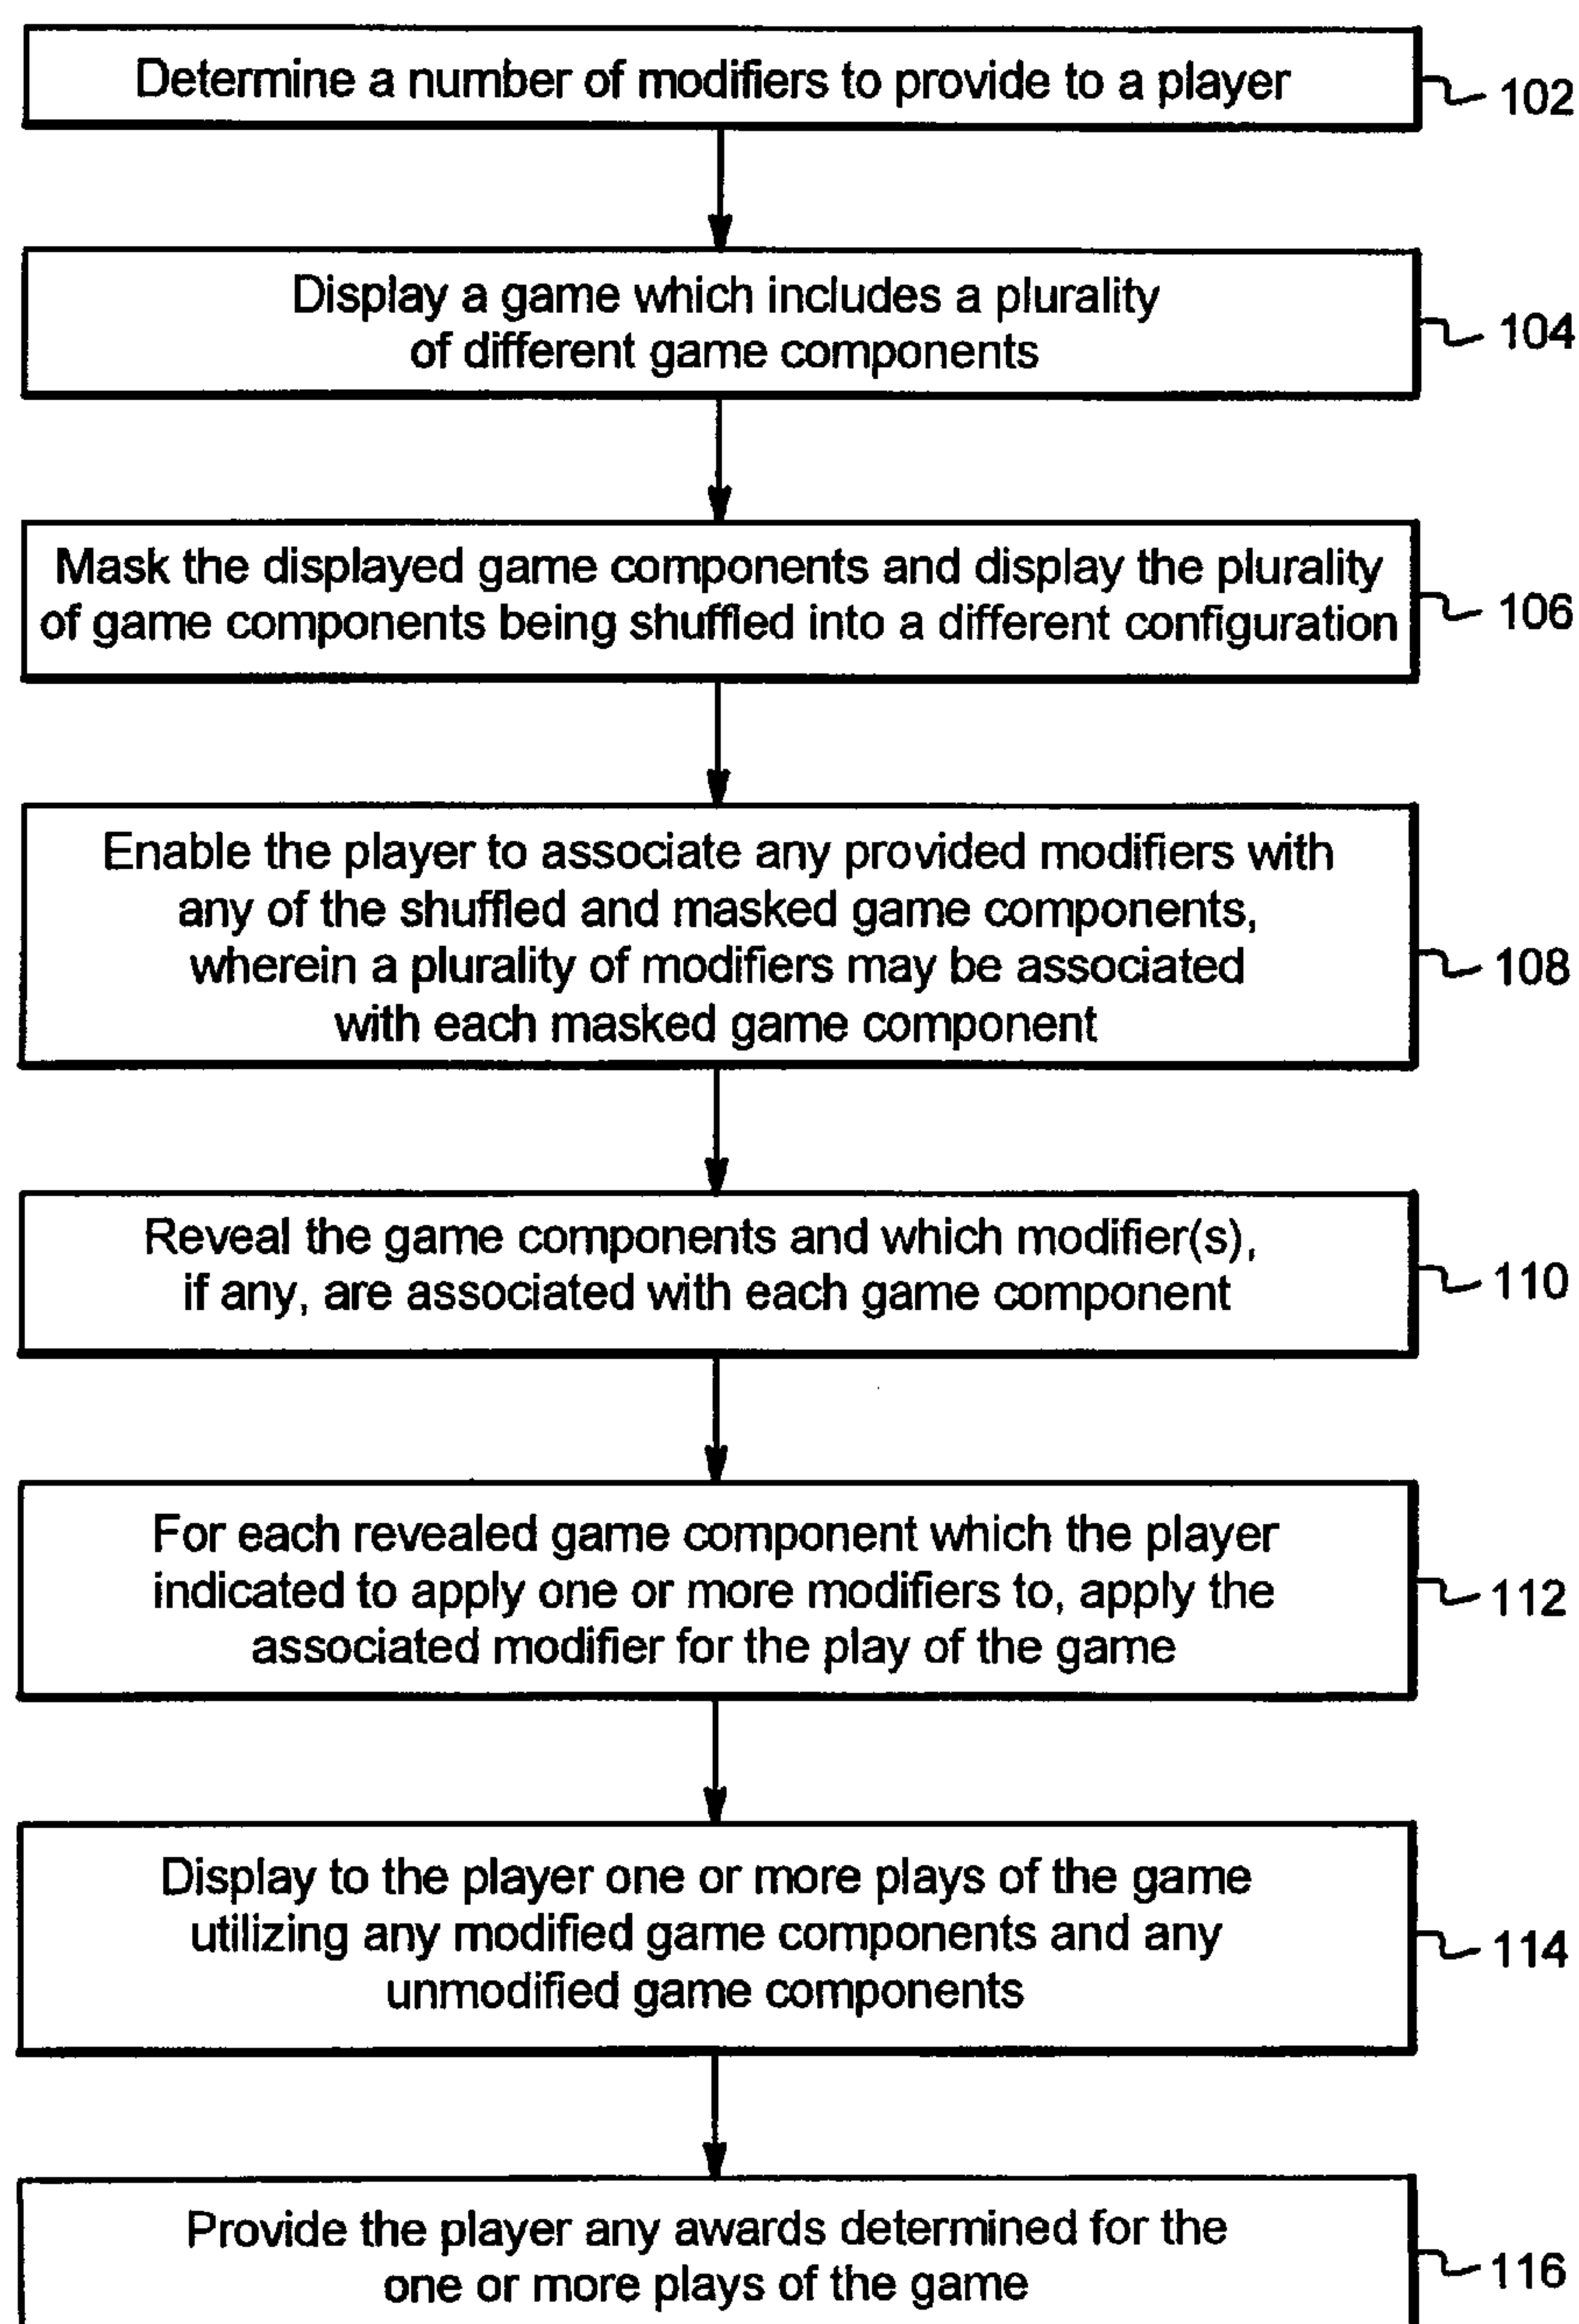 Determine a number of modifiers to provide to a player
102
Display a game which includes a plurality
of different game components
104
Mask the displayed game components and display the plurality
of game components being shuffled into a different configuration
106
Enable the player to associate any provided modifiers with
any of the shuffled and masked game components,
wherein a plurality of modifiers may be associated
with each masked game component
108
Reveal the game components and which modifier(s),
if any, are associated with each game component
110
For each revealed game component which the player
indicated to apply one or more modifiers to, apply the
associated modifier for the play of the game
112
Display to the player one or more plays of the game
utilizing any modified game components and any
unmodified game components
114
Provide the player any awards determined for the
one or more plays of the game
116